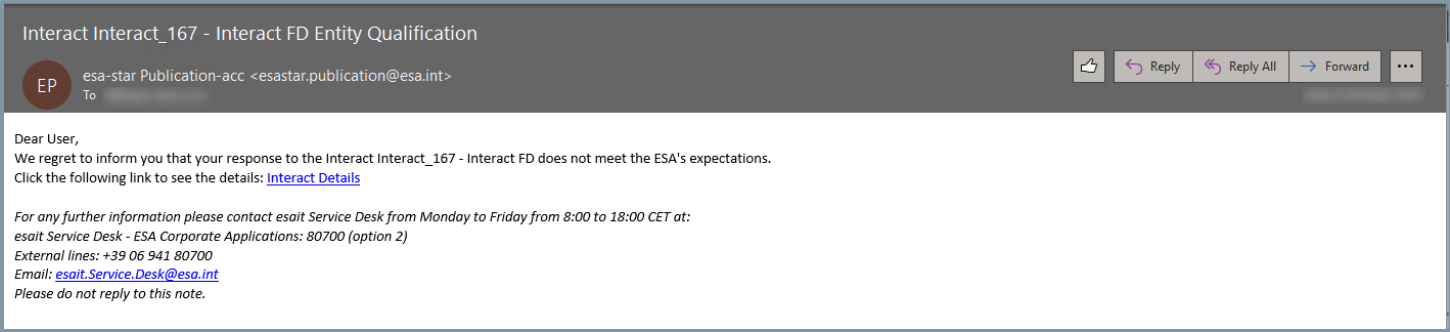 Interact Interact_167 - Interact FD Entity Qualification
EP
esa-star Publication-acc <esastar.publication@esa.int>
To
Reply
Reply All
Forward
Dear User,
We regret to inform you that your response to the Interact Interact_167 - Interact FD does not meet the ESA's expectations.
Click the following link to see the details: Interact Details
For any further information please contact esait Service Desk from Monday to Friday from 8:00 to 18:00 CET at:
esait Service Desk - ESA Corporate Applications: 80700 (option 2)
External lines: +39 06 941 80700
Email: esait.Service.Desk@esa.int
Please do not reply to this note.